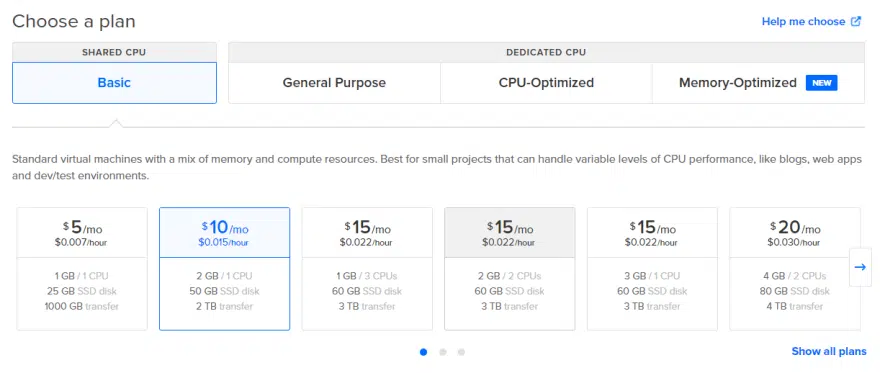 Choose a plan
Help me choose
SHARED CPU
DEDICATED CPU
Basic
General Purpose
CPU-Optimized
Memory-Optimized NEW
Standard virtual machines with a mix of memory and compute resources. Best for small projects that can handle variable levels of CPU performance, like blogs, web apps
and dev/test environments.
$5/mo
$0.007/hour
1 GB / 1 CPU
25 GB SSD disk
1000 GB transfer
$10/mo
$0.015/hour
2 GB / 1 CPU
50 GB SSD disk
2 TB transfer
$15/mo
$0.022/hour
1 GB / 3 CPUs
60 GB SSD disk
3 TB transfer
$15/mo
$0.022/hour
2 GB / 2 CPUs
60 GB SSD disk
3 TB transfer
$15/mo
$0.022/hour
3 GB / 1 CPU
60 GB SSD disk
3 TB transfer
$20/mo
$0.030/hour
4 GB / 2 CPUs
80 GB SSD disk
4 TB transfer
Show all plans